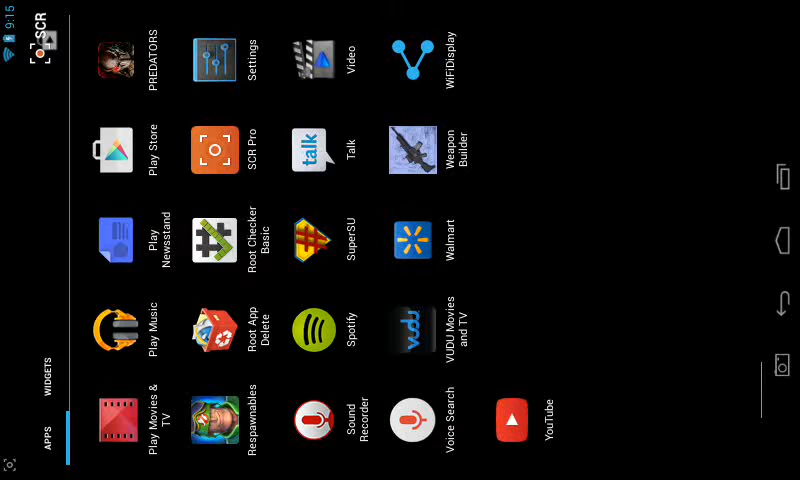 9:15
SCR
APPS
WIDGETS
Play Movies &
TV
Play Music
Play
Newsstand
Play Store
PREDATORS
Respawnables
Root App
Delete
Root Checker
Basic
SCR Pro
Settings
Sound
Recorder
Spotify
SuperSU
talk
Talk
Video
Voice Search
vudu
VUDU Movies
and TV
Walmart
Weapon
Builder
WiFiDisplay
YouTube